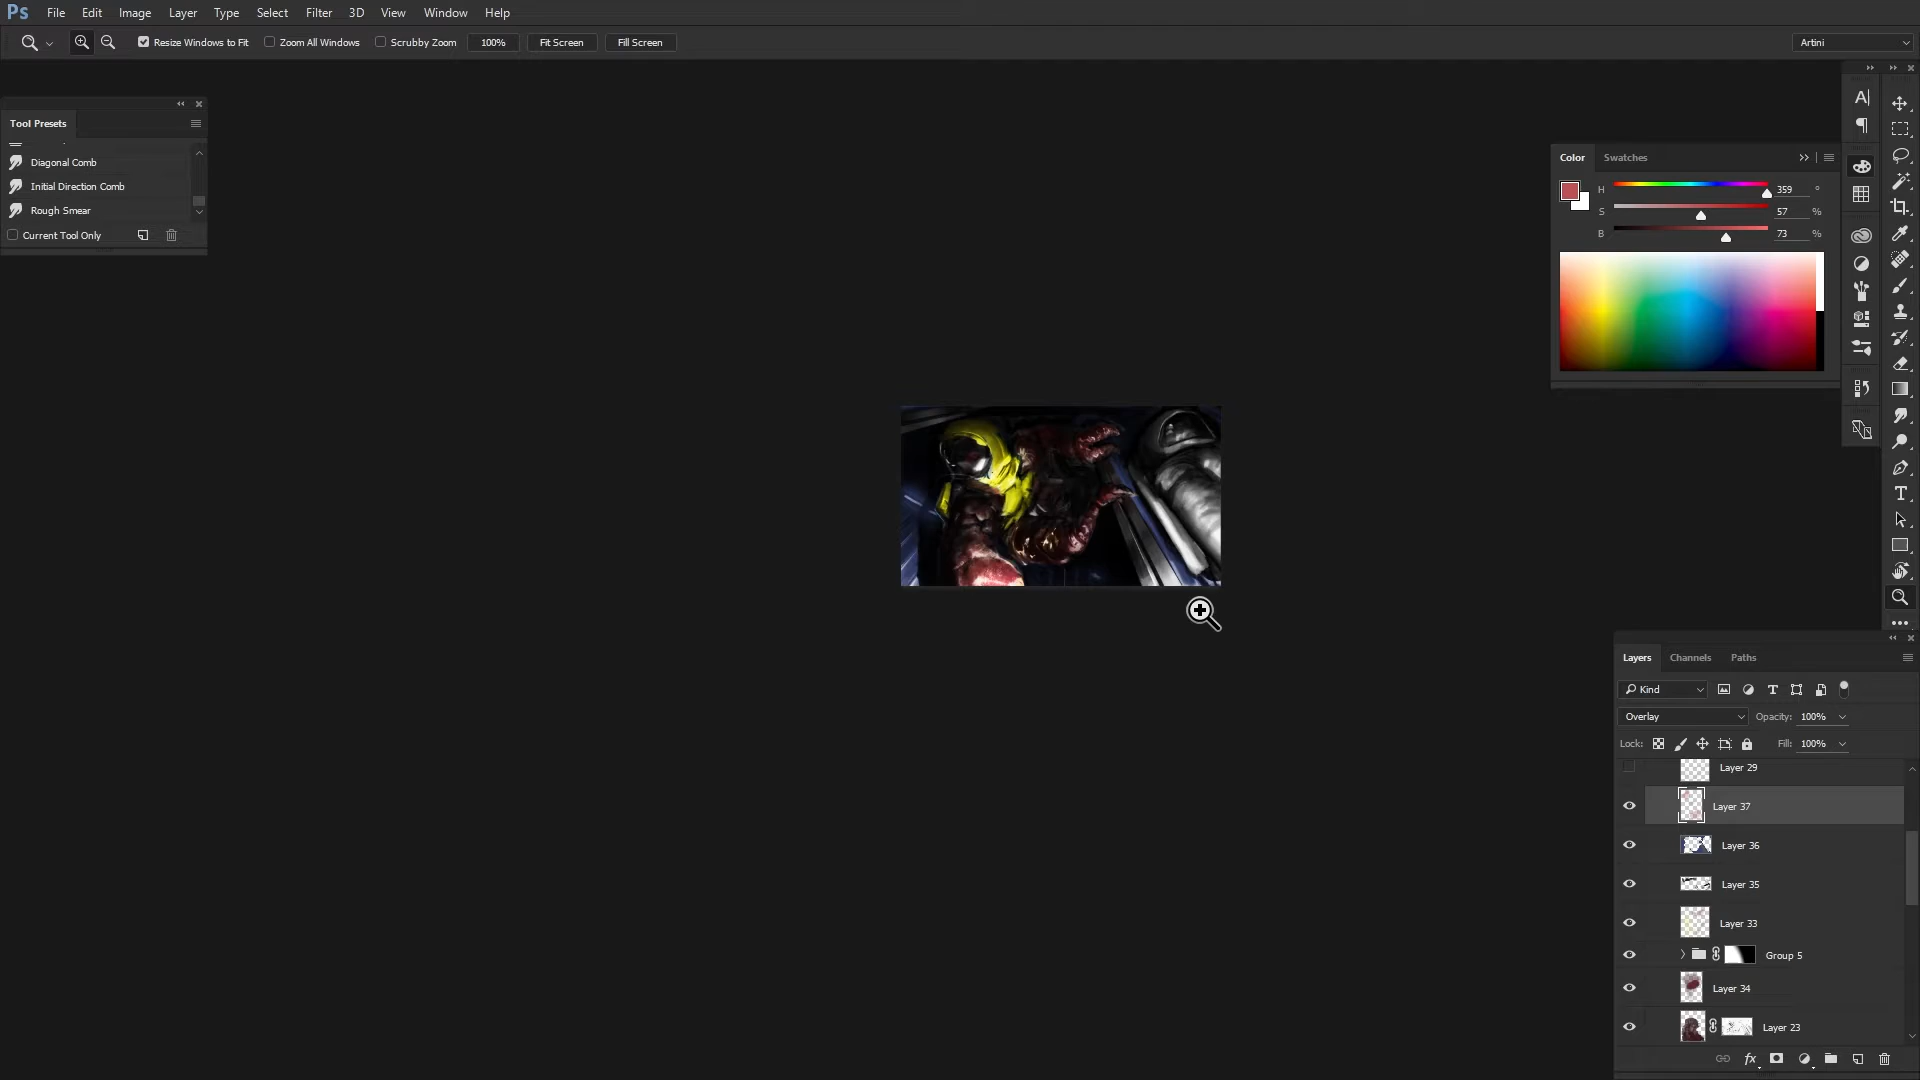 Ps File Edit Image Layer Type Select Filter 3D View Window Help
Resize Windows to Fit Zoom All Windows Scrubby Zoom 100% Fit Screen Fill Screen Artini
Tool Presets
Diagonal Comb
Initial Direction Comb
Rough Smear
Current Tool Only
Color Swatches
H 359 °
S 57 %
B 73 %
Layers Channels Paths
Kind
Overlay Opacity: 100%
Lock: Fill: 100%
Layer 29
Layer 37
Layer 36
Layer 35
Layer 33
Group 5
Layer 34
Layer 23
fx